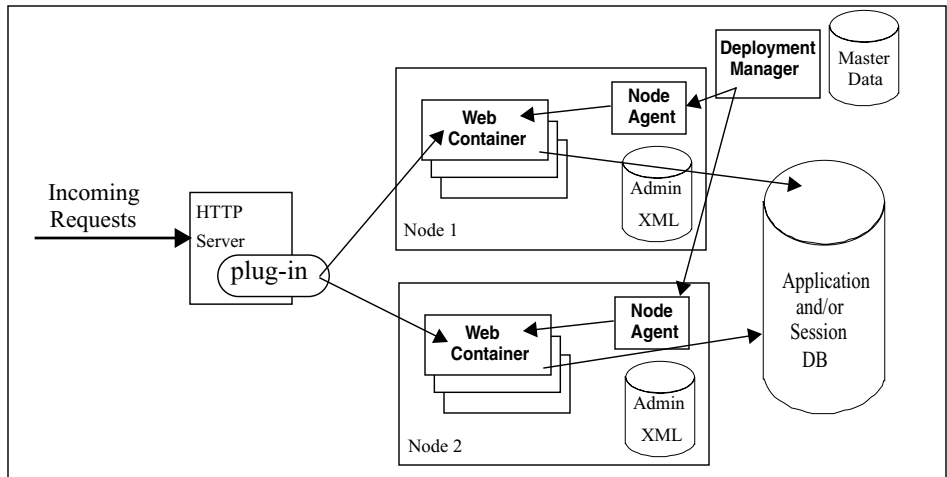 Deployment
Manager
Master
Data
Node
Agent
Web
Container
Admin
XML
Node 1
Incoming
Requests
HTTP
Server
plug-in
Application
and/or
Session
DB
Node
Agent
Web
Container
Admin
XML
Node 2